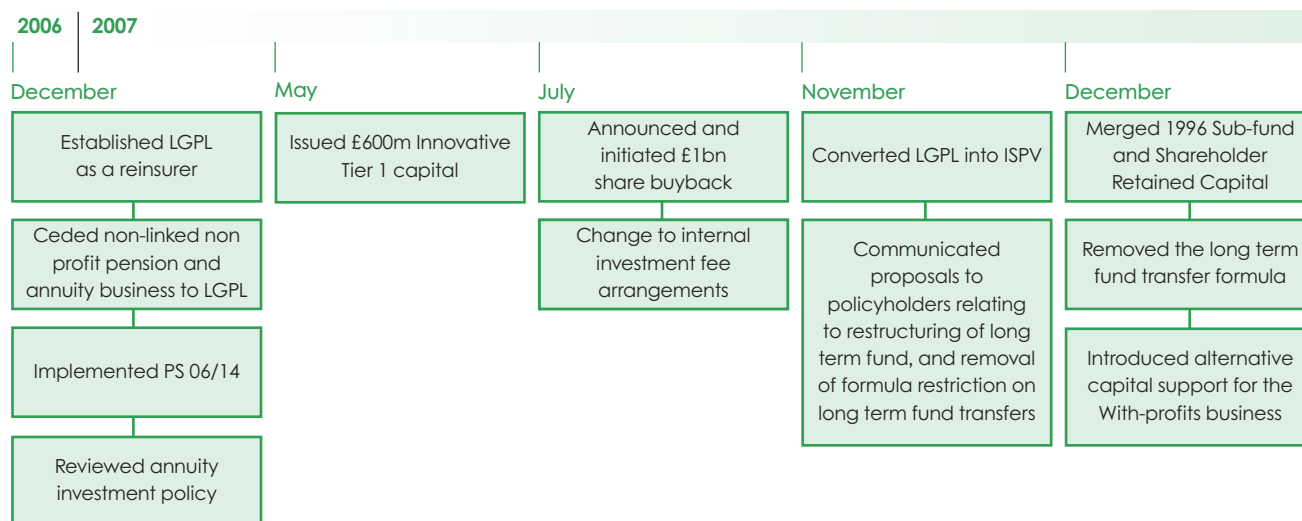 2006
2007
December
Established LGPL
as a reinsurer
Ceded non-linked non
profit pension and
annuity business to LGPL
Implemented PS 06/14
Reviewed annuity
investment policy
May
Issued £600m Innovative
Tier 1 capital
July
Announced and
initiated £1bn
share buyback
Change to internal
investment fee
arrangements
November
Converted LGPL into ISPV
Communicated
proposals to
policyholders relating
to restructuring of long
term fund, and removal
of formula restriction on
long term fund transfers
December
Merged 1996 Sub-fund
and Shareholder
Retained Capital
Removed the long term
fund transfer formula
Introduced alternative
capital support for the
With-profits business